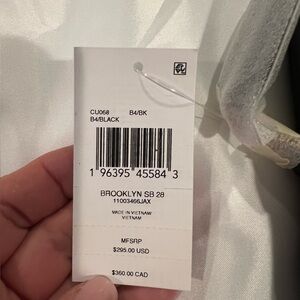 CU068 B4/BK
B4/BLACK
1 96395 45584 3
BROOKLYN SB 28
11003466JAX
MADE IN VIETNAM
VIETNAM
MFSRP
$295.00 USD
$360.00 CAD